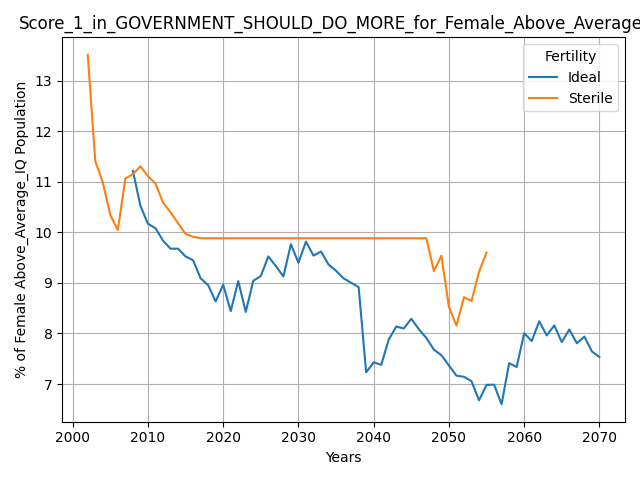 Score_1_in_GOVERNMENT_SHOULD_DO_MORE_for_Female_Above_Average
% of Female Above_Average_IQ Population
13
12
11
10
9
8
7
Fertility
Ideal
Sterile
2000 2010 2020 2030 2040 2050 2060 2070
Years